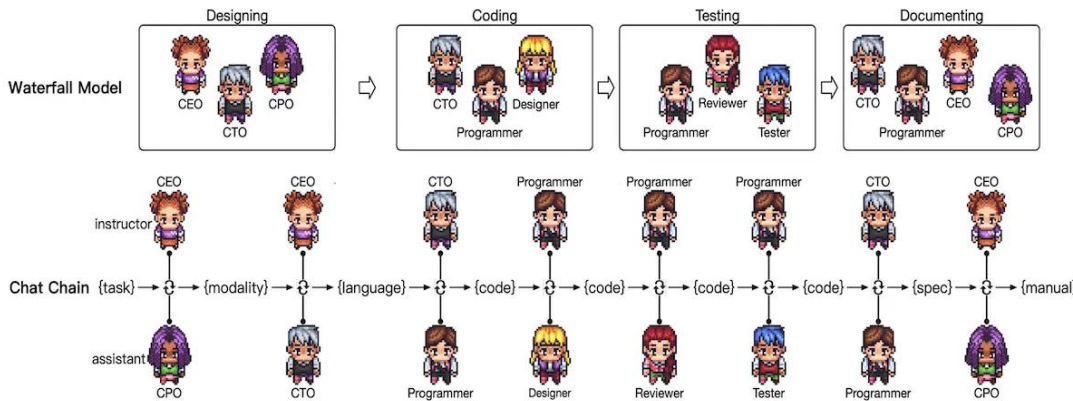 Designing Coding Testing Documenting
Waterfall Model
CEO CPO CTO Designer Reviewer CTO CEO
CTO Programmer Programmer Tester Programmer CPO
CEO CEO CTO Programmer Programmer Programmer CTO CEO
instructor
Chat Chain {task} {modality} {language} {code} {code} {code} {code} {spec} {manual}
assistant
CPO CTO Programmer Designer Reviewer Tester Programmer CPO